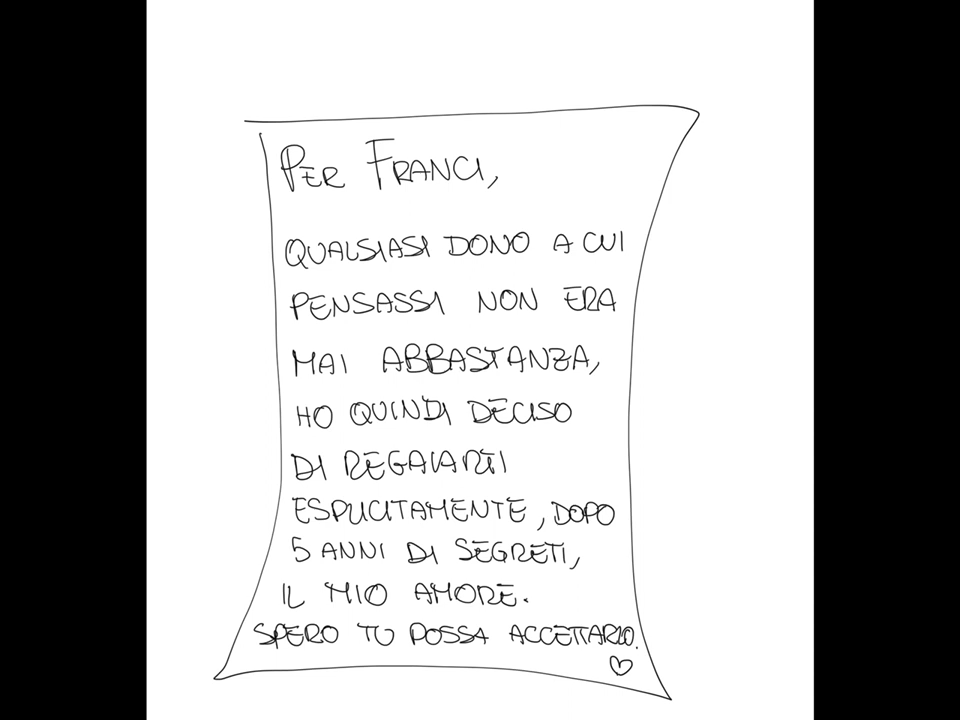 PER FRANCI,
QUALSIASI DONO A CUI
PENSASSI NON ERA
MAI ABBASTANZA,
HO QUINDI DECISO
DI REGALARTI
ESPLICITAMENTE, DOPO
5 ANNI DI SEGRETI,
IL MIO AMORE.
SPERO TU POSSA ACCETTARLO.